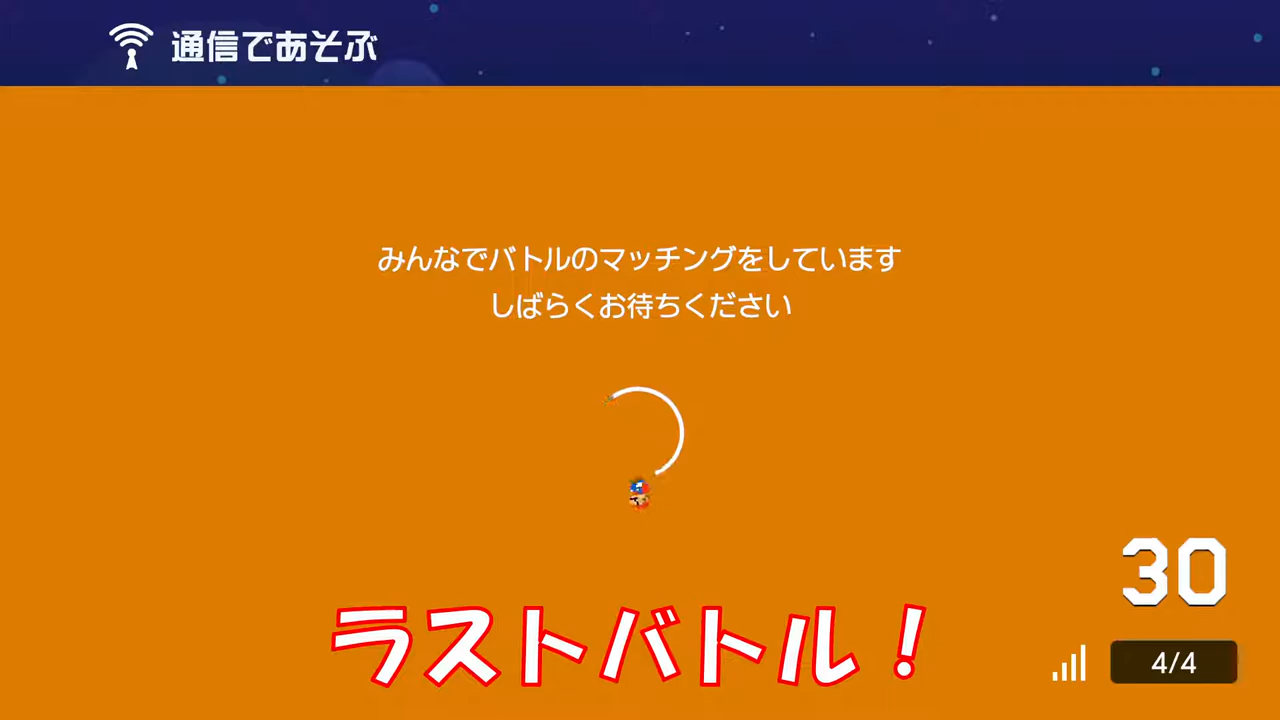 通信であそぶ
みんなでバトルのマッチングをしています
しばらくお待ちください
30
4/4
ラストバトル！